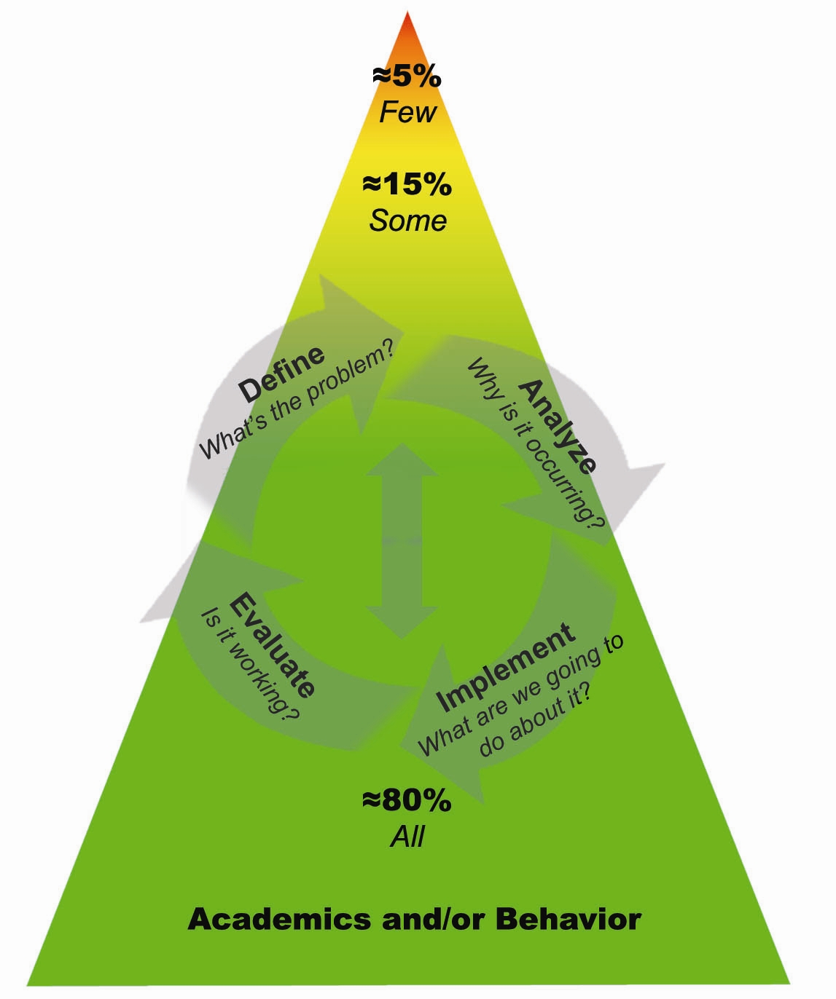 ≈5%
Few
≈15%
Some
Define
What's the problem?
Analyze
Why is it occurring?
Implement
What are we going to
do about it?
Evaluate
Is it working?
≈80%
All
Academics and/or Behavior